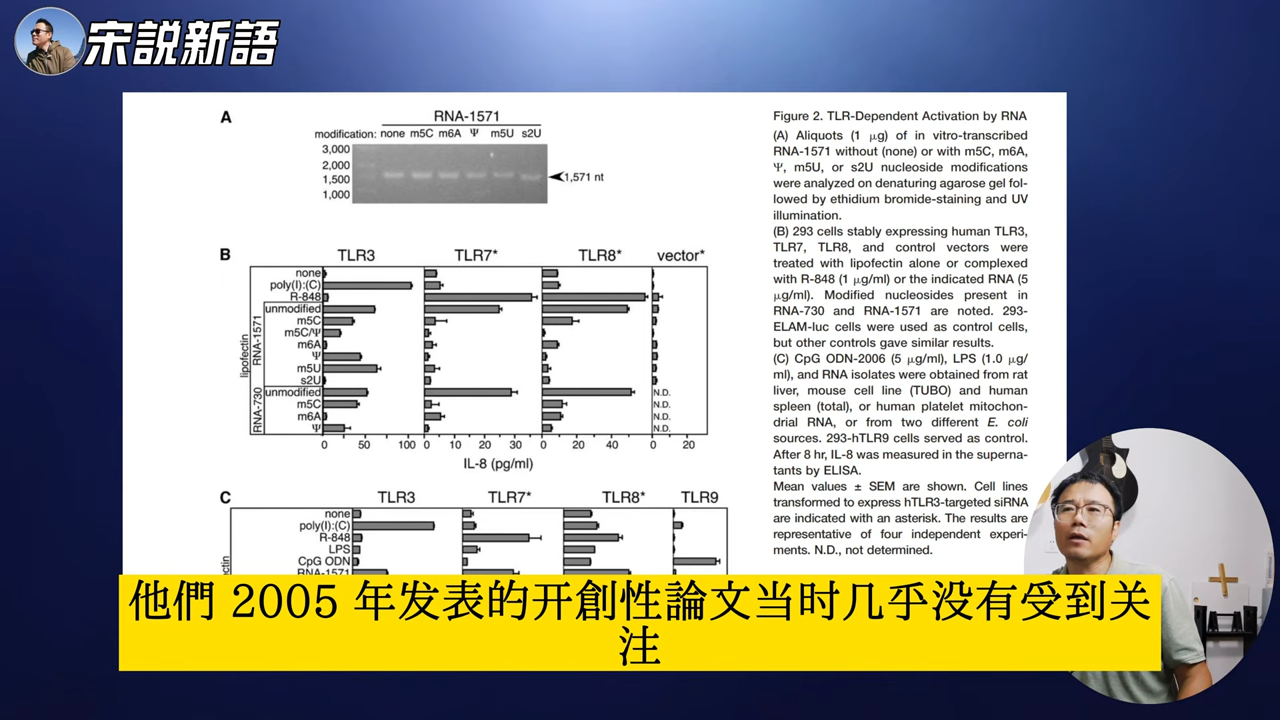 宋説新語
A
RNA-1571
modification: none m5C m6A Ψ m5U s2U
3,000
2,000
1,500
1,000
1,571 nt
B
TLR3 TLR7* TLR8* vector*
none
poly(I):(C)
R-848
lipofectin
RNA-1571
unmodified
m5C
m5C/Ψ
m6A
Ψ
m5U
s2U
RNA-730
unmodified N.D.
m5C N.D.
m6A N.D.
Ψ N.D.
0 50 100 0 10 20 30 0 20 40 0 20
IL-8 (pg/ml)
C
TLR3 TLR7* TLR8* TLR9
none
poly(I):(C)
R-848
LPS
CpG ODN
RNA-1571
Figure 2. TLR-Dependent Activation by RNA
(A) Aliquots (1 μg) of in vitro-transcribed
RNA-1571 without (none) or with m5C, m6A,
Ψ, m5U, or s2U nucleoside modifications
were analyzed on denaturing agarose gel fol-
lowed by ethidium bromide-staining and UV
illumination.
(B) 293 cells stably expressing human TLR3,
TLR7, TLR8, and control vectors were
treated with lipofectin alone or complexed
with R-848 (1 μg/ml) or the indicated RNA (5
μg/ml). Modified nucleosides present in
RNA-730 and RNA-1571 are noted. 293-
ELAM-luc cells were used as control cells,
but other controls gave similar results.
(C) CpG ODN-2006 (5 μg/ml), LPS (1.0 μg/
ml), and RNA isolates were obtained from rat
liver, mouse cell line (TUBO) and human
spleen (total), or human platelet mitochon-
drial RNA, or from two different E. coli
sources. 293-hTLR9 cells served as control.
After 8 hr, IL-8 was measured in the superna-
tants by ELISA.
Mean values ± SEM are shown. Cell lines
transformed to express hTLR3-targeted siRNA
are indicated with an asterisk. The results are
representative of four independent experi-
ments. N.D., not determined.
他們 2005 年发表的开創性論文当时几乎没有受到关
注